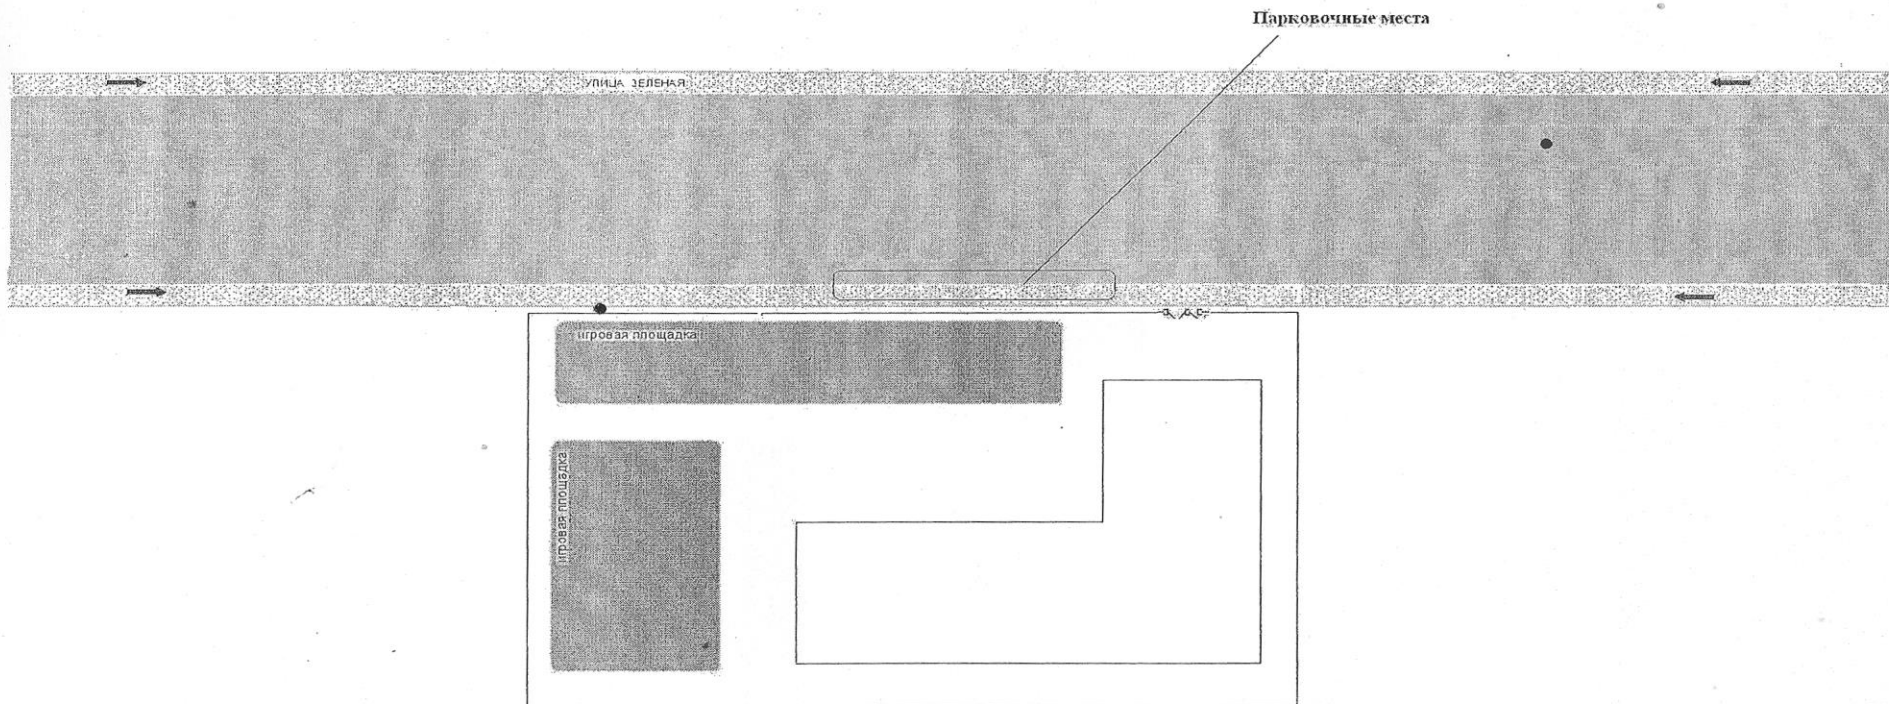 Парковочные места
УЛИЦА ЗЕЛЕНАЯ
игровая площадка
игровая площадка